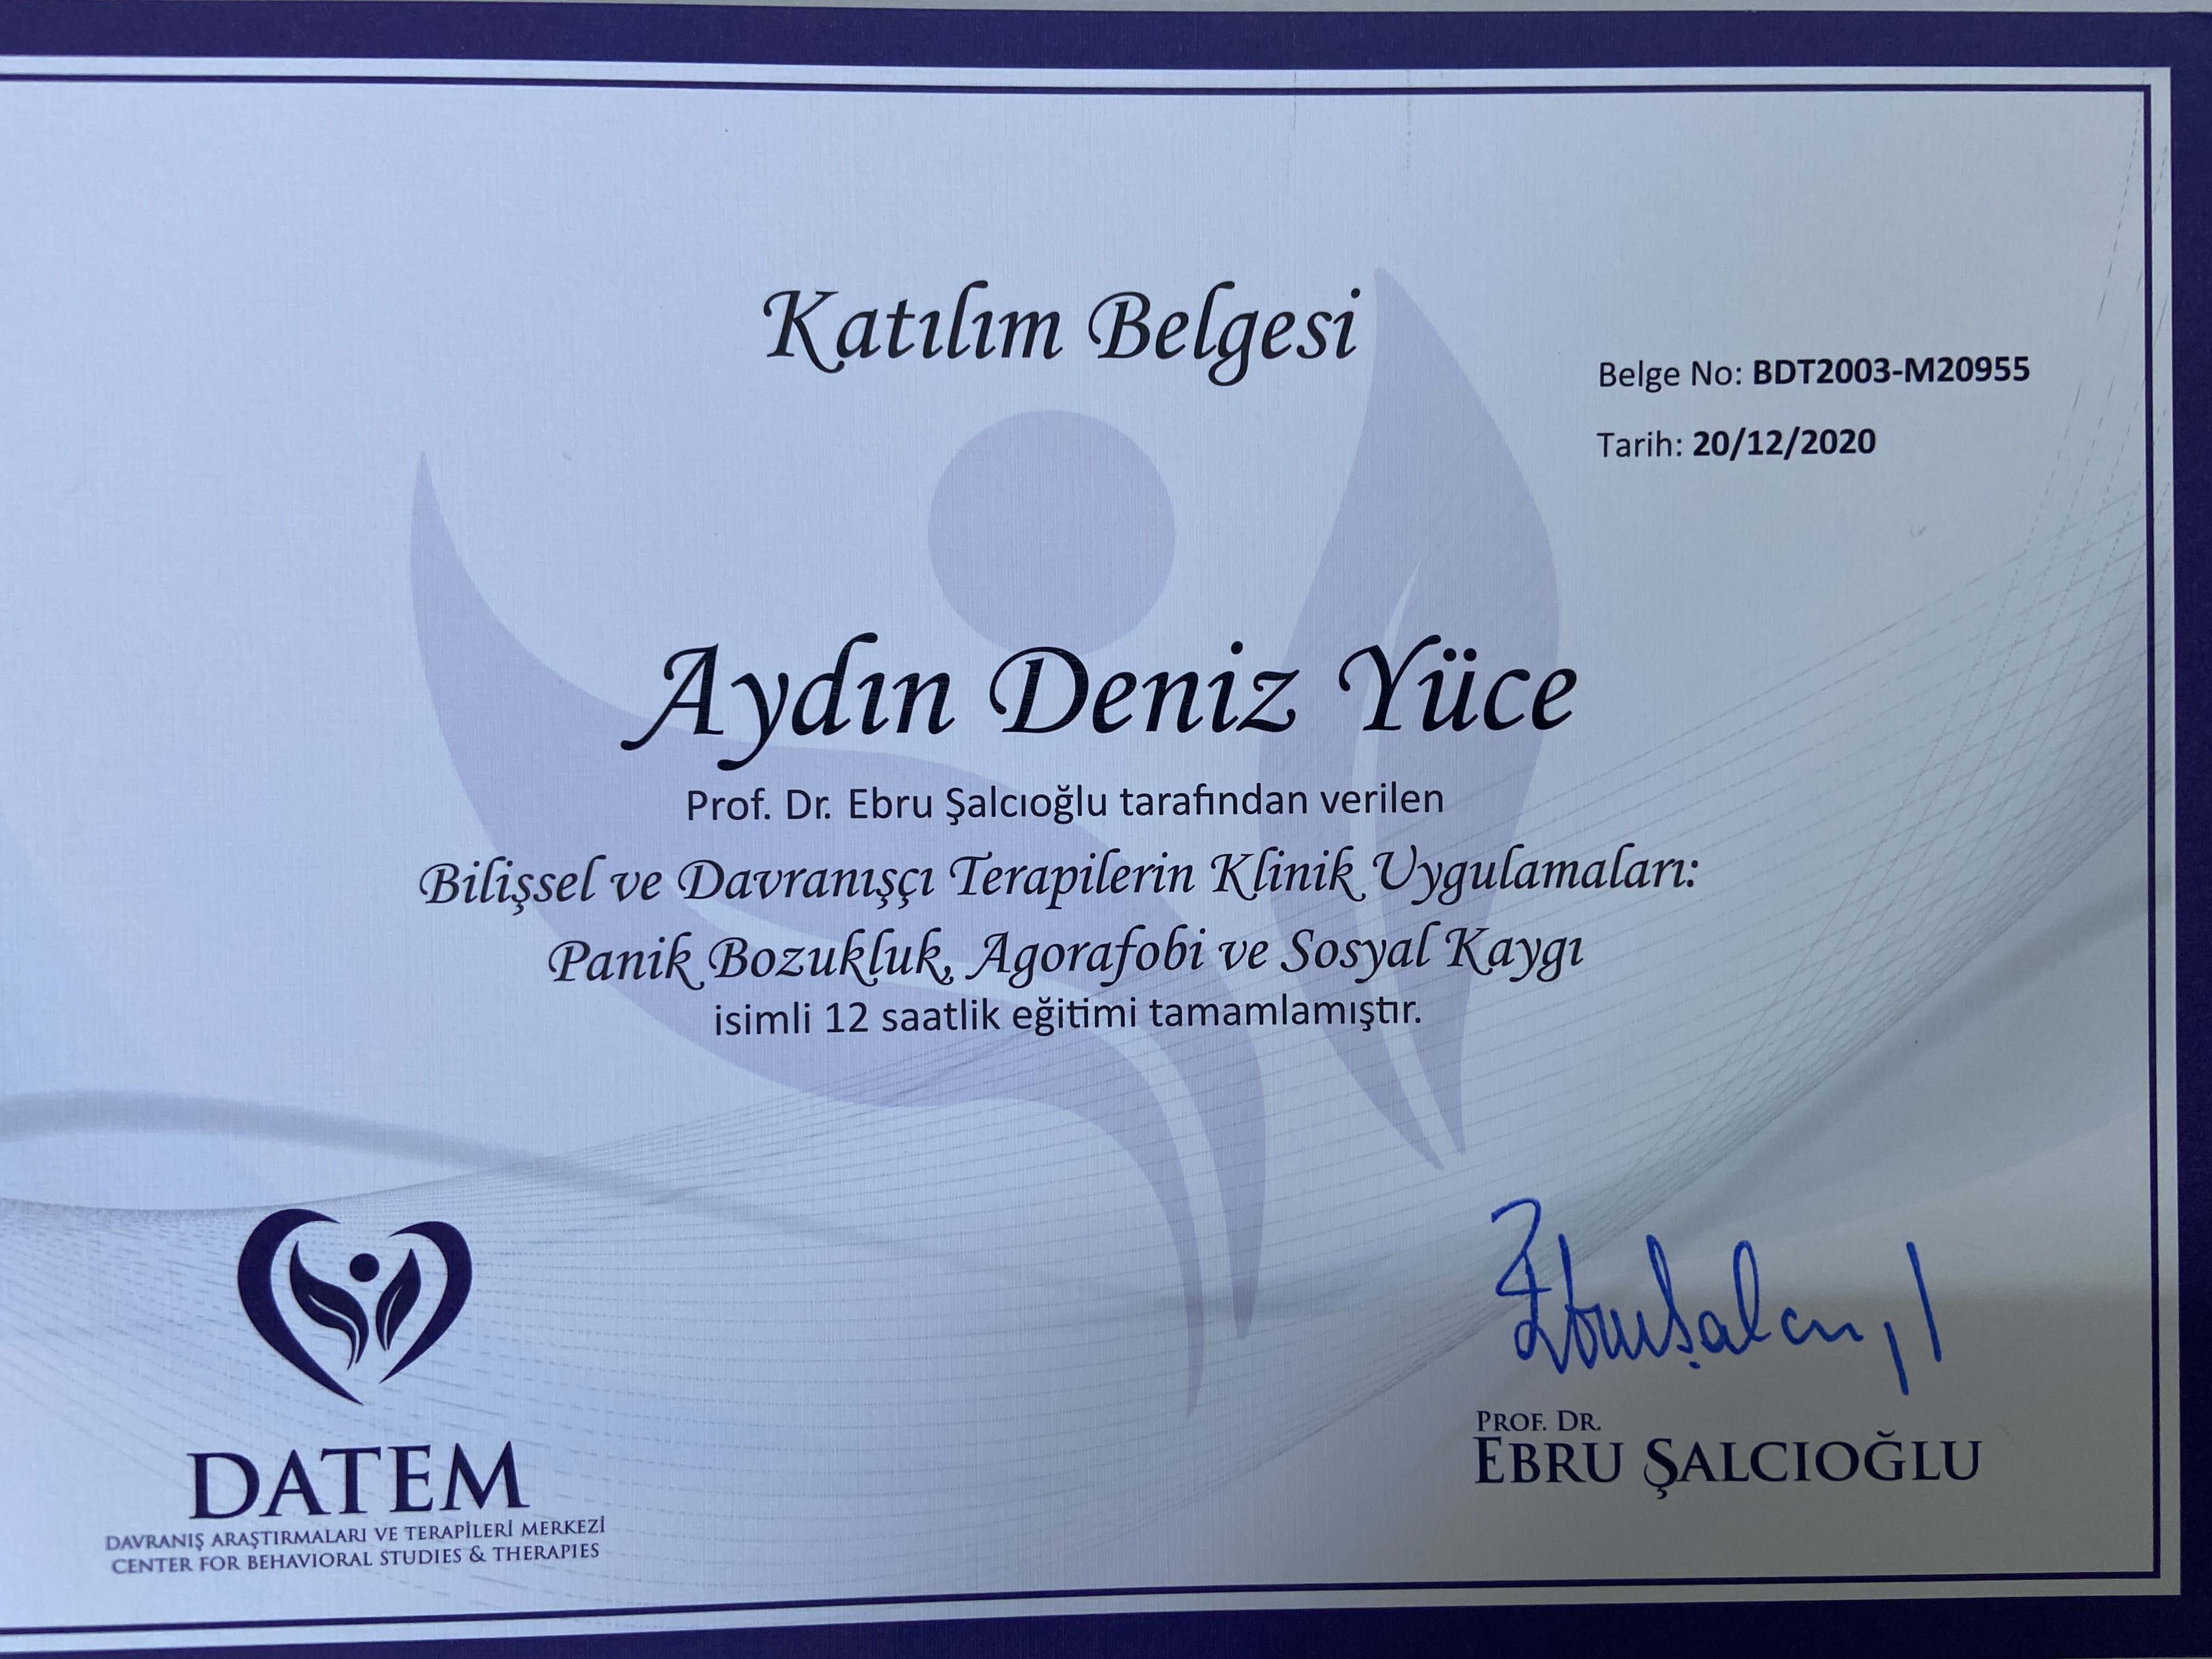 Katılım Belgesi
Belge No: BDT2003-M20955
Tarih: 20/12/2020
Aydın Deniz Yüce
Prof. Dr. Ebru Şalcıoğlu tarafından verilen
Bilişsel ve Davranışçı Terapilerin Klinik Uygulamaları:
Panik Bozukluk, Agorafobi ve Sosyal Kaygı
isimli 12 saatlik eğitimi tamamlamıştır.
DATEM
DAVRANIŞ ARAŞTIRMALARI VE TERAPİLERİ MERKEZİ
CENTER FOR BEHAVIORAL STUDIES & THERAPIES
PROF. DR.
EBRU ŞALCIOĞLU